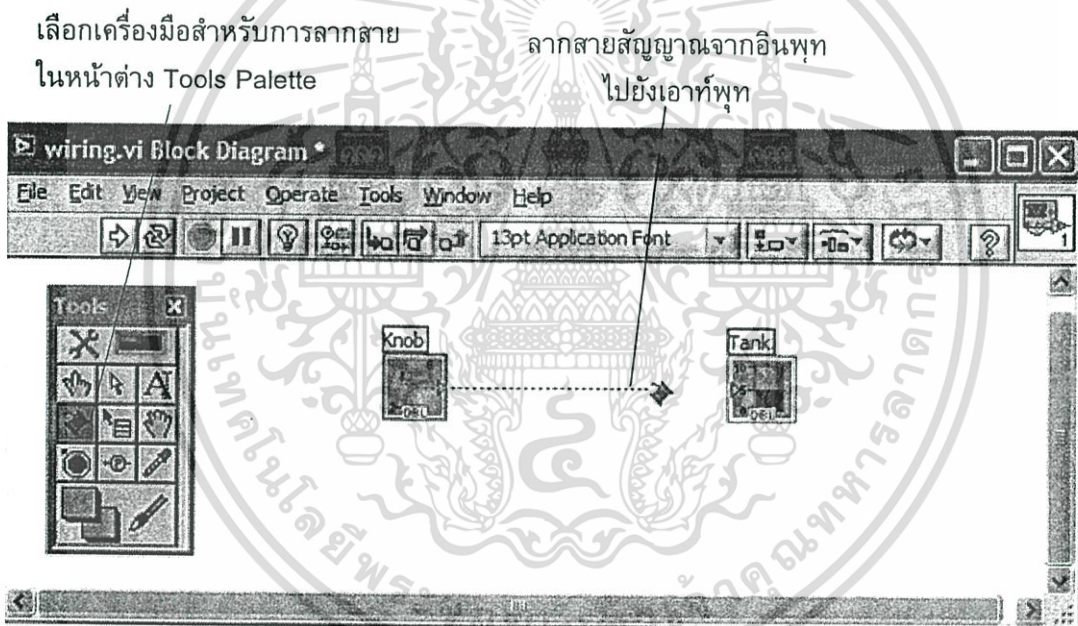 เลือกเครื่องมือสำหรับการลากสาย
ในหน้าต่าง Tools Palette
ลากสายสัญญาณจากอินพุท
ไปยังเอาท์พุท
wiring.vi Block Diagram *
File Edit View Project Operate Tools Window Help
13pt Application Font
1
Tools
Knob
Tank
DBL
DBL